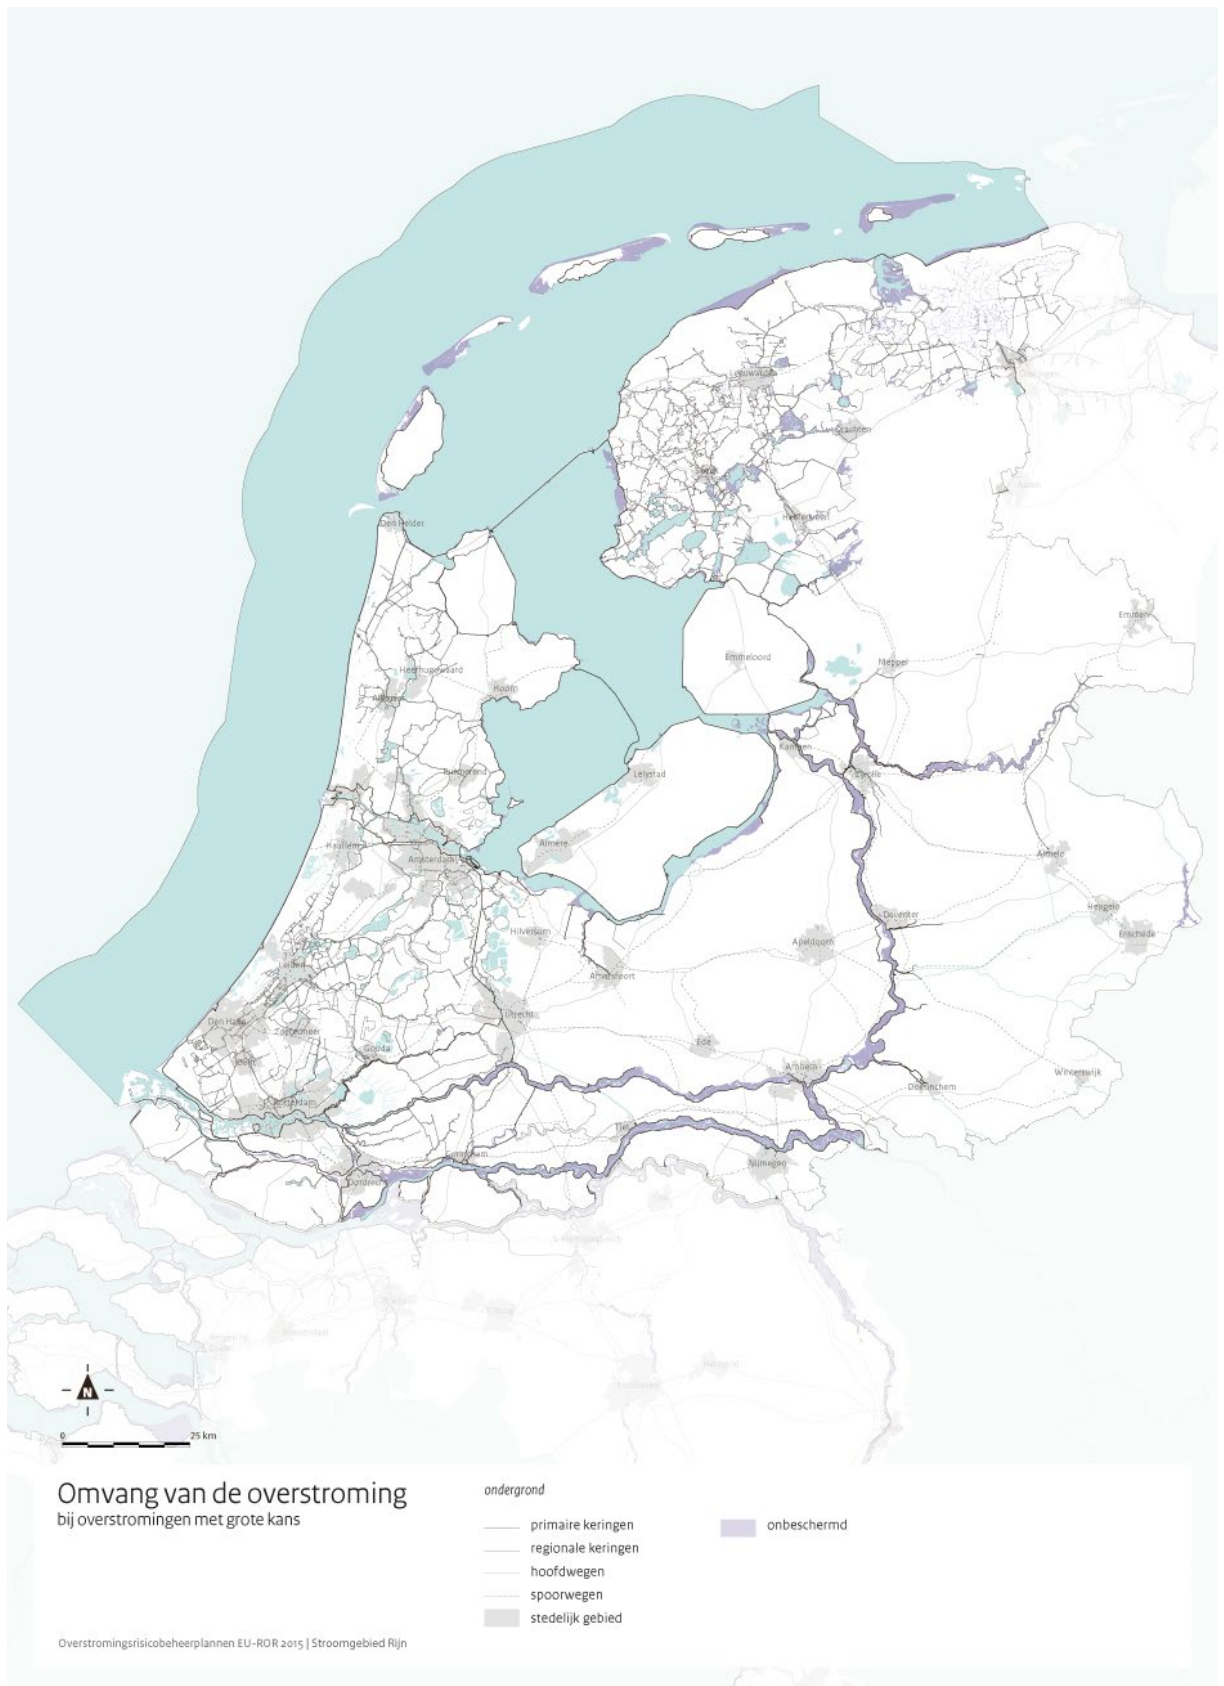 Leeuwarden
Drachten
Sneek
Heerenveen
Assen
Den Helder
Emmen
Heerhugowaard
Emmeloord
Meppel
Alkmaar
Hoorn
Kampen
Purmerend
Lelystad
Zwolle
Haarlem
Almere
Amsterdam
Almelo
Hengelo
Deventer
Hilversum
Apeldoorn
Enschede
Leiden
Amersfoort
Den Haag
Zoetermeer
Utrecht
Gouda
Ede
Delft
Arnhem
Winterswijk
Doetinchem
Rotterdam
Tiel
Gorinchem
Nijmegen
Dordrecht
Helmond
N
0 25 km
Omvang van de overstroming
bij overstromingen met grote kans
ondergrond
primaire keringen
regionale keringen
hoofdwegen
spoorwegen
stedelijk gebied
onbeschermd
Overstromingsrisicobeheerplannen EU-ROR 2015 | Stroomgebied Rijn